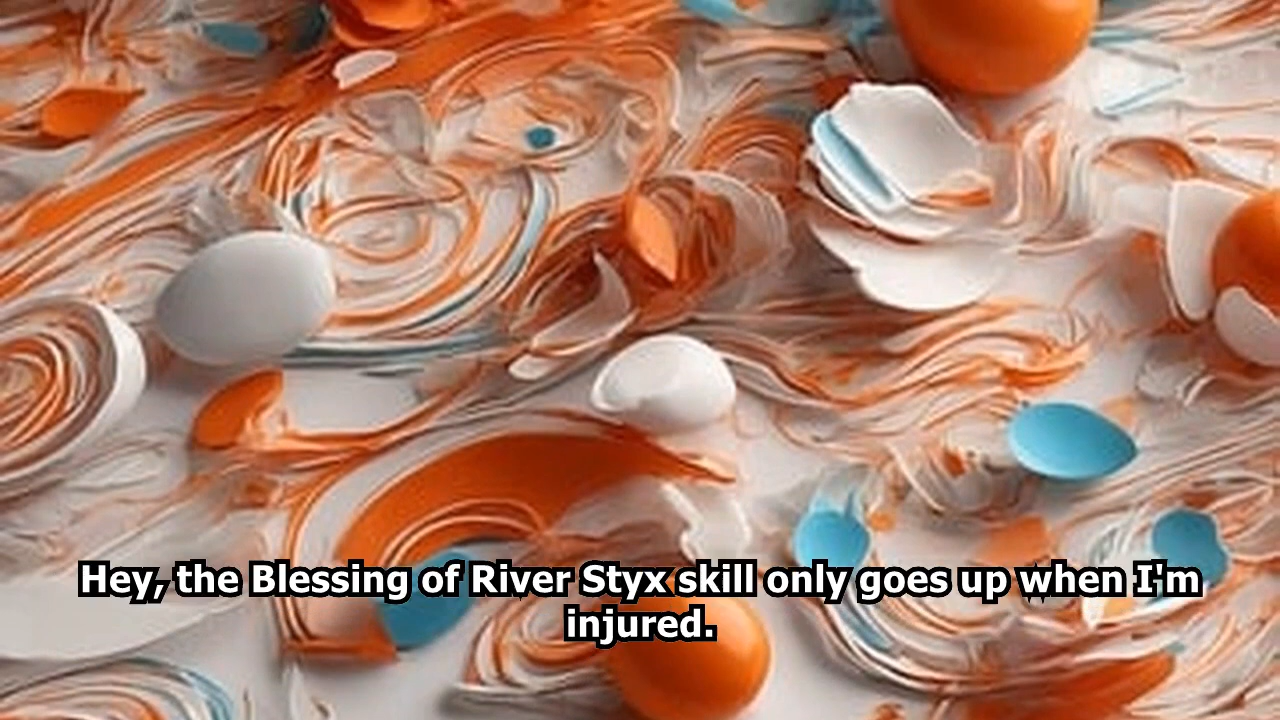 Hey, the Blessing of River Styx skill only goes up when I'm
injured.